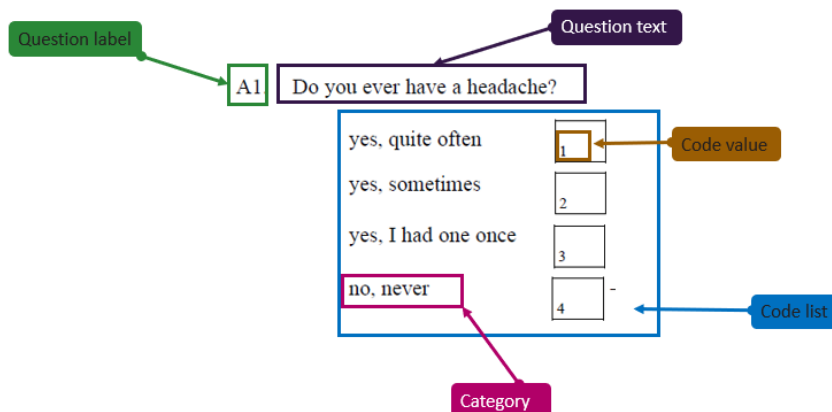 Question text
Question label
A1. Do you ever have a headache?
yes, quite often 1
Code value
yes, sometimes 2
yes, I had one once 3
no, never 4 -
Code list
Category